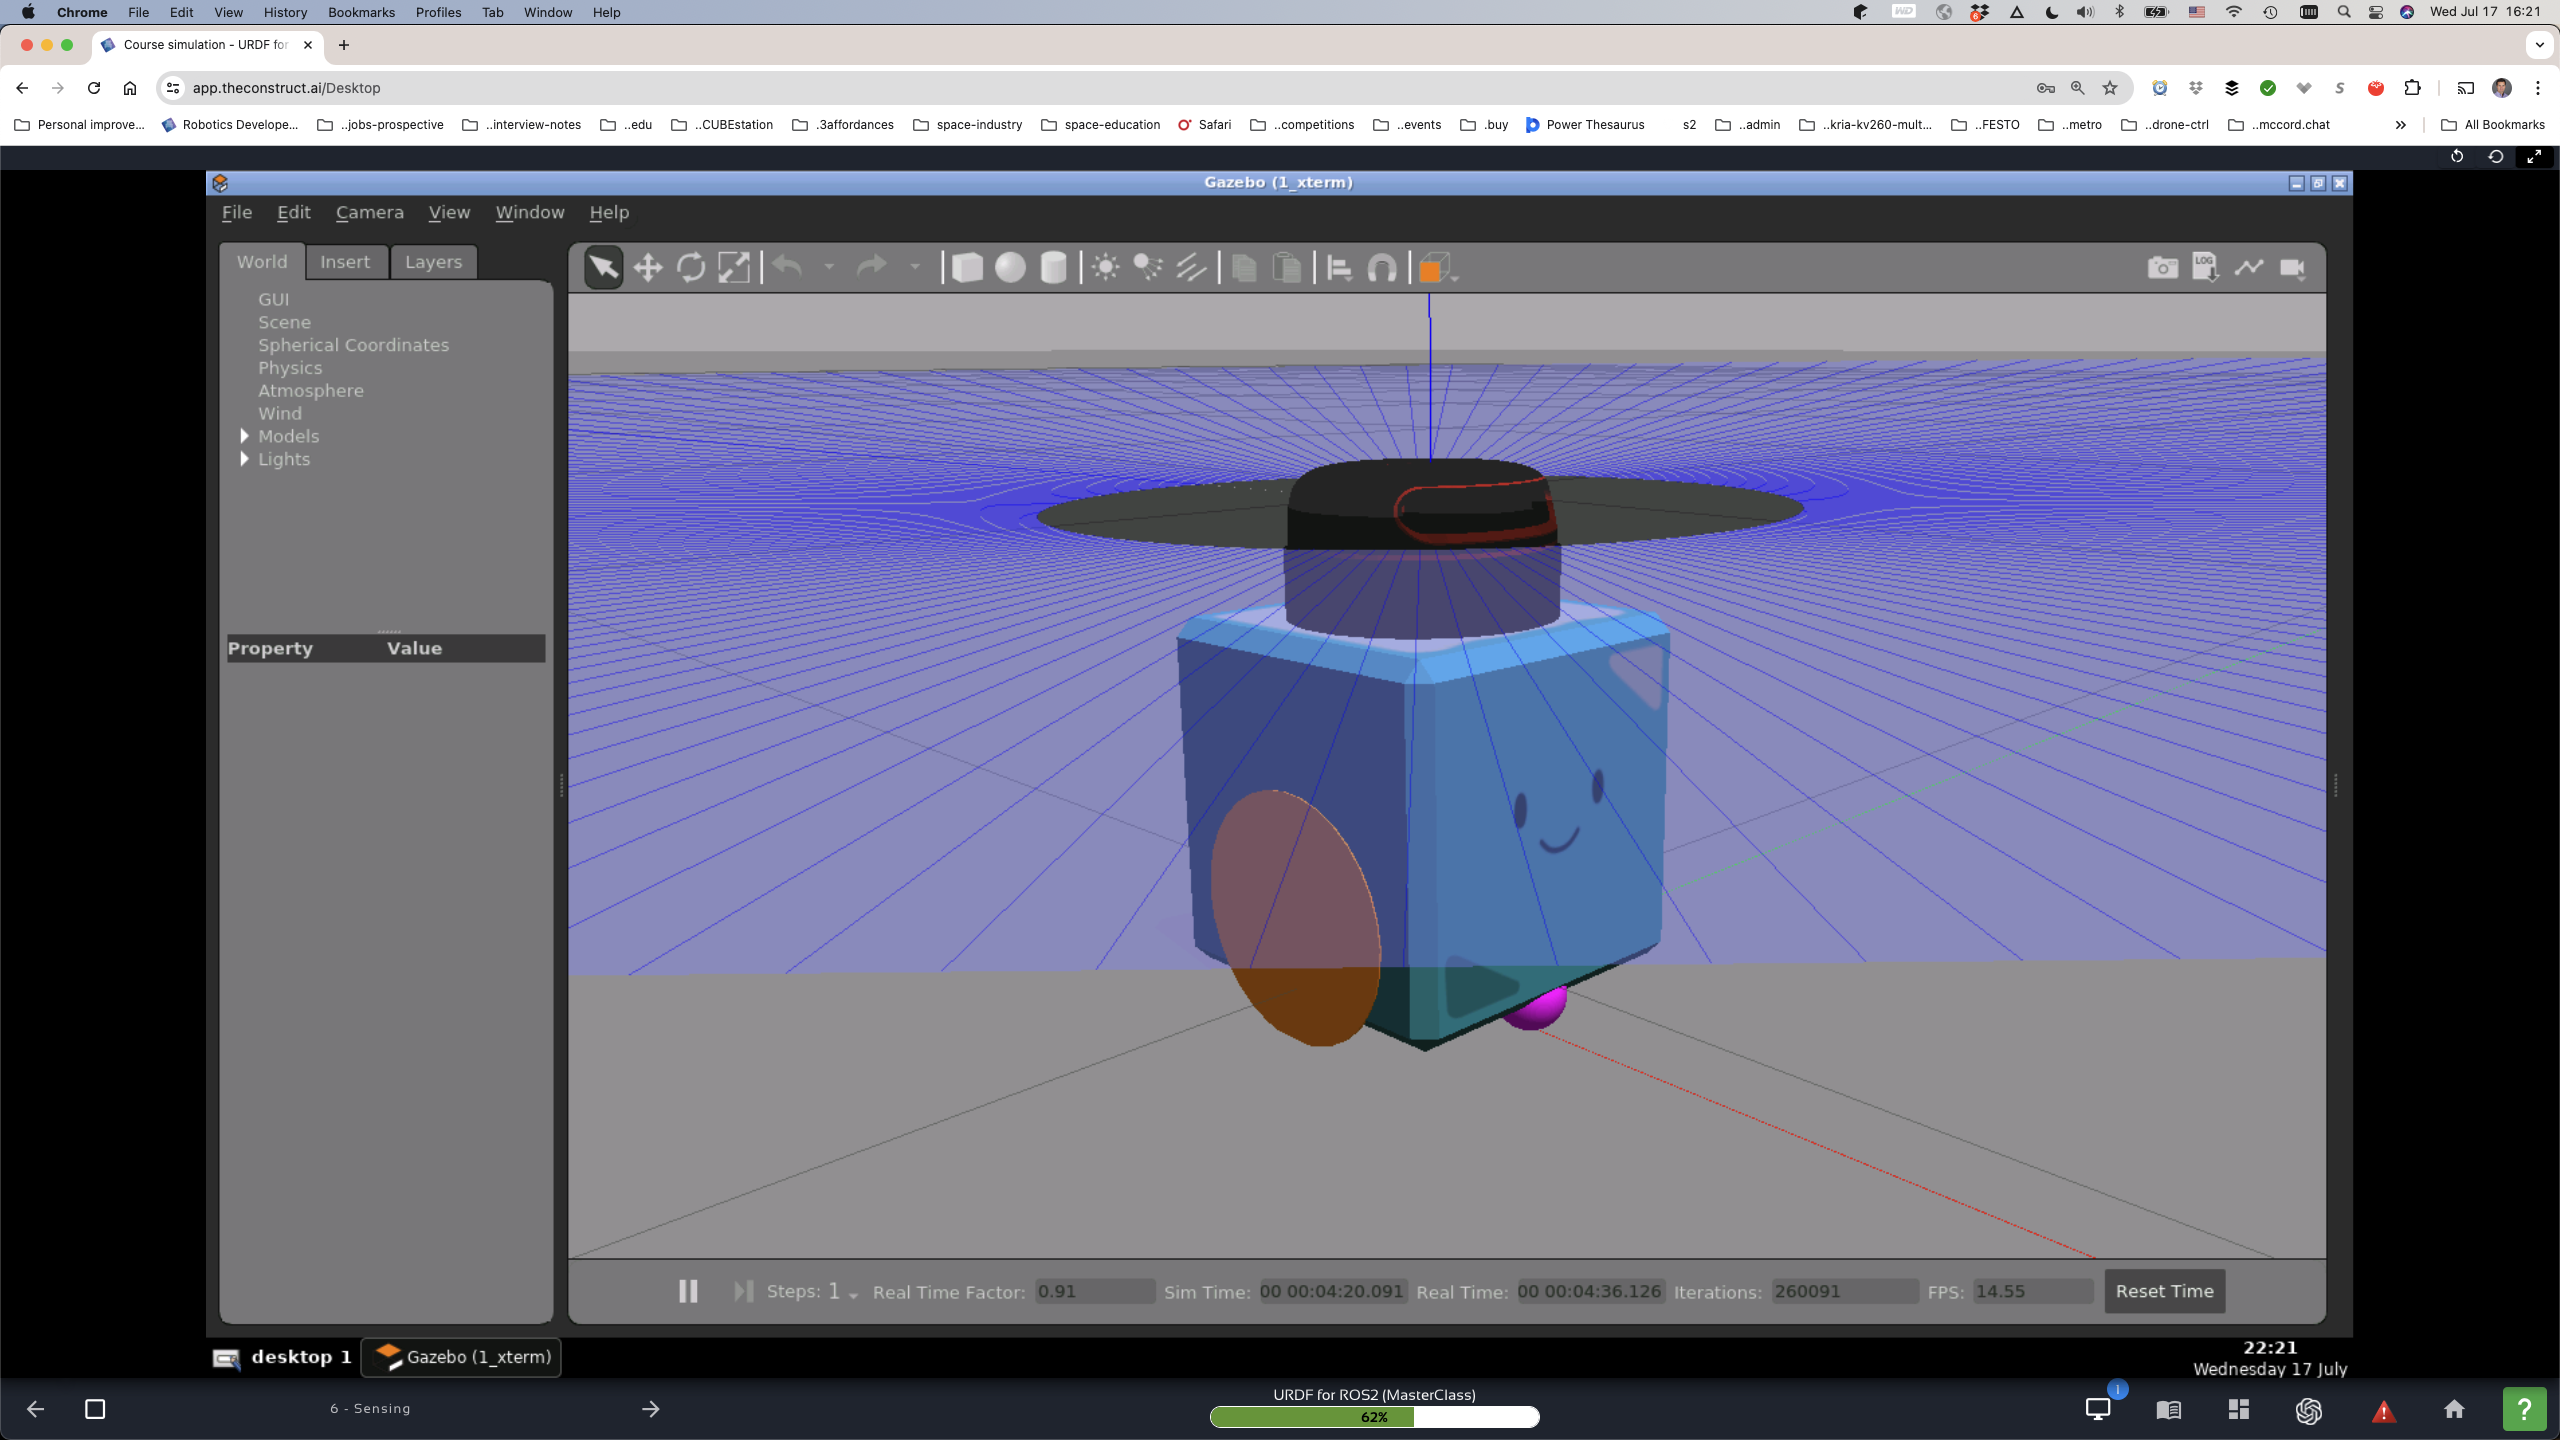 Chrome File Edit View History Bookmarks Profiles Tab Window Help Wed Jul 17 16:21
Course simulation - URDF for
app.theconstruct.ai/Desktop
Personal improve... Robotics Develope... ..jobs-prospective ..interview-notes ..edu ..CUBEstation .3affordances space-industry space-education Safari ..competitions ..events .buy Power Thesaurus s2 ..admin ..kria-kv260-mult... ..FESTO ..metro ..drone-ctrl ..mccord.chat » All Bookmarks
Gazebo (1_xterm)
File Edit Camera View Window Help
World Insert Layers
LOG
GUI
Scene
Spherical Coordinates
Physics
Atmosphere
Wind
Models
Lights
Property Value
Steps: 1 Real Time Factor: 0.91 Sim Time: 00 00:04:20.091 Real Time: 00 00:04:36.126 Iterations: 260091 FPS: 14.55 Reset Time
desktop 1 Gazebo (1_xterm)
22:21
Wednesday 17 July
6 - Sensing
URDF for ROS2 (MasterClass)
62%
?